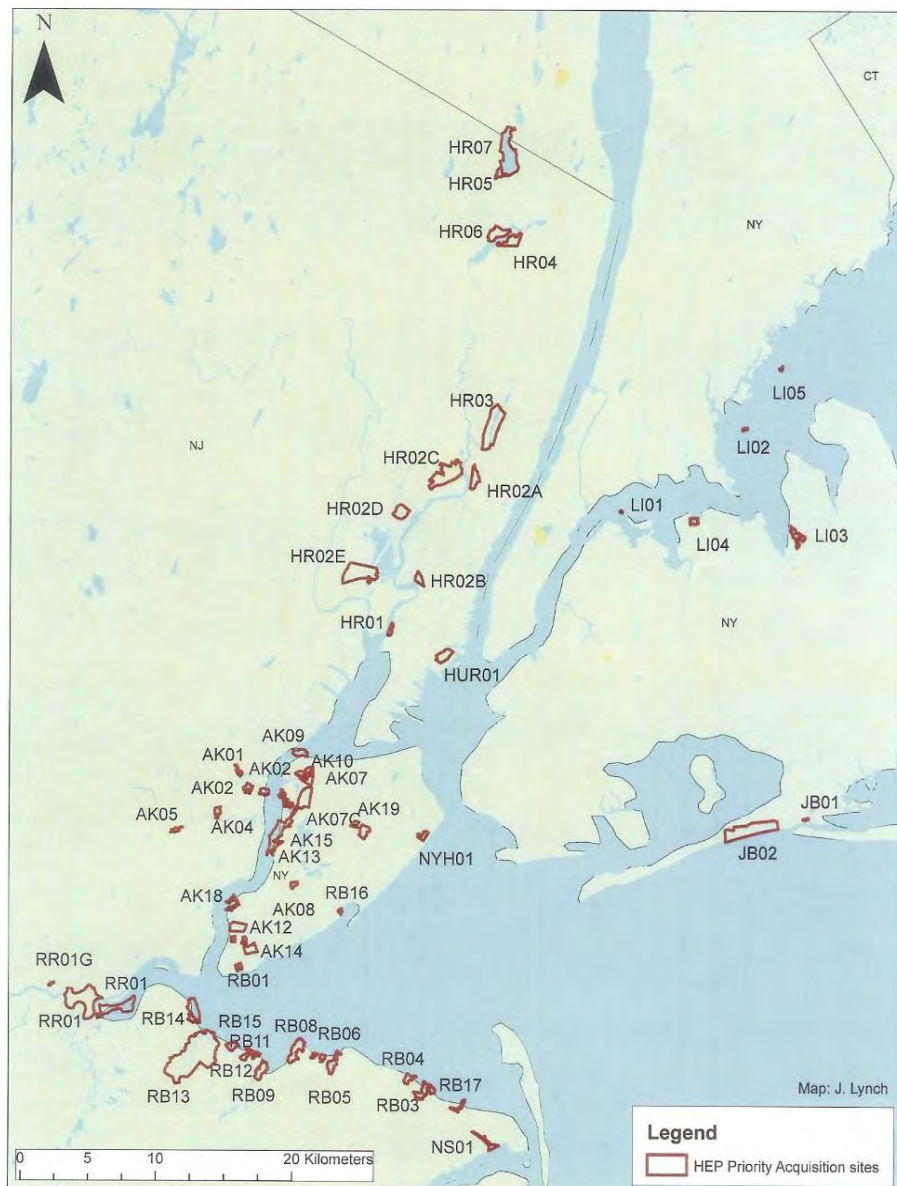 N
CT
HR07
HR05
NY
HR06
HR04
LI05
HR03
NJ
LI02
HR02C
HR02A
LI01
HR02D
LI04
LI03
HR02E
HR02B
NY
HR01
HUR01
AK09
AK01
AK10
AK02
AK07
AK02
AK05
AK04
AK07C
AK19
JB01
AK15
NYH01
AK13
JB02
NY
AK18
AK08
RB16
AK12
AK14
RR01G
RB01
RR01
RR01
RB14
RB15
RB08
RB06
RB11
RB04
RB12
RB17
RB13
RB09
RB05
RB03
Map: J. Lynch
NS01
Legend
HEP Priority Acquisition sites
0 5 10 20 Kilometers